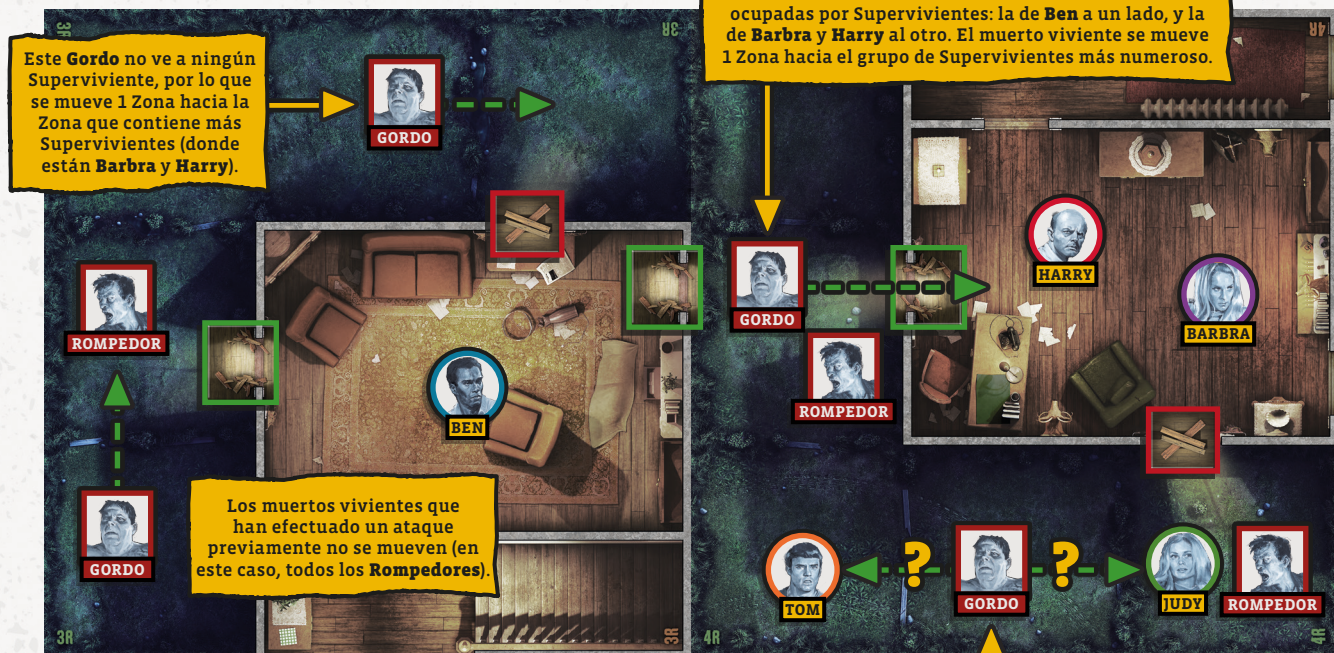 ocupadas por Supervivientes: la de Ben a un lado, y la
de Barbra y Harry al otro. El muerto viviente se mueve
1 Zona hacia el grupo de Supervivientes más numeroso.
Este Gordo no ve a ningún
Superviviente, por lo que
se mueve 1 Zona hacia la
Zona que contiene más
Supervivientes (donde
están Barbra y Harry).
3R
3R
4R
GORDO
ROMPEDOR
GORDO
BEN
GORDO
ROMPEDOR
HARRY
BARBRA
Los muertos vivientes que
han efectuado un ataque
previamente no se mueven (en
este caso, todos los Rompedores).
TOM
?
GORDO
?
JUDY
ROMPEDOR
3R
3R
4R
4R